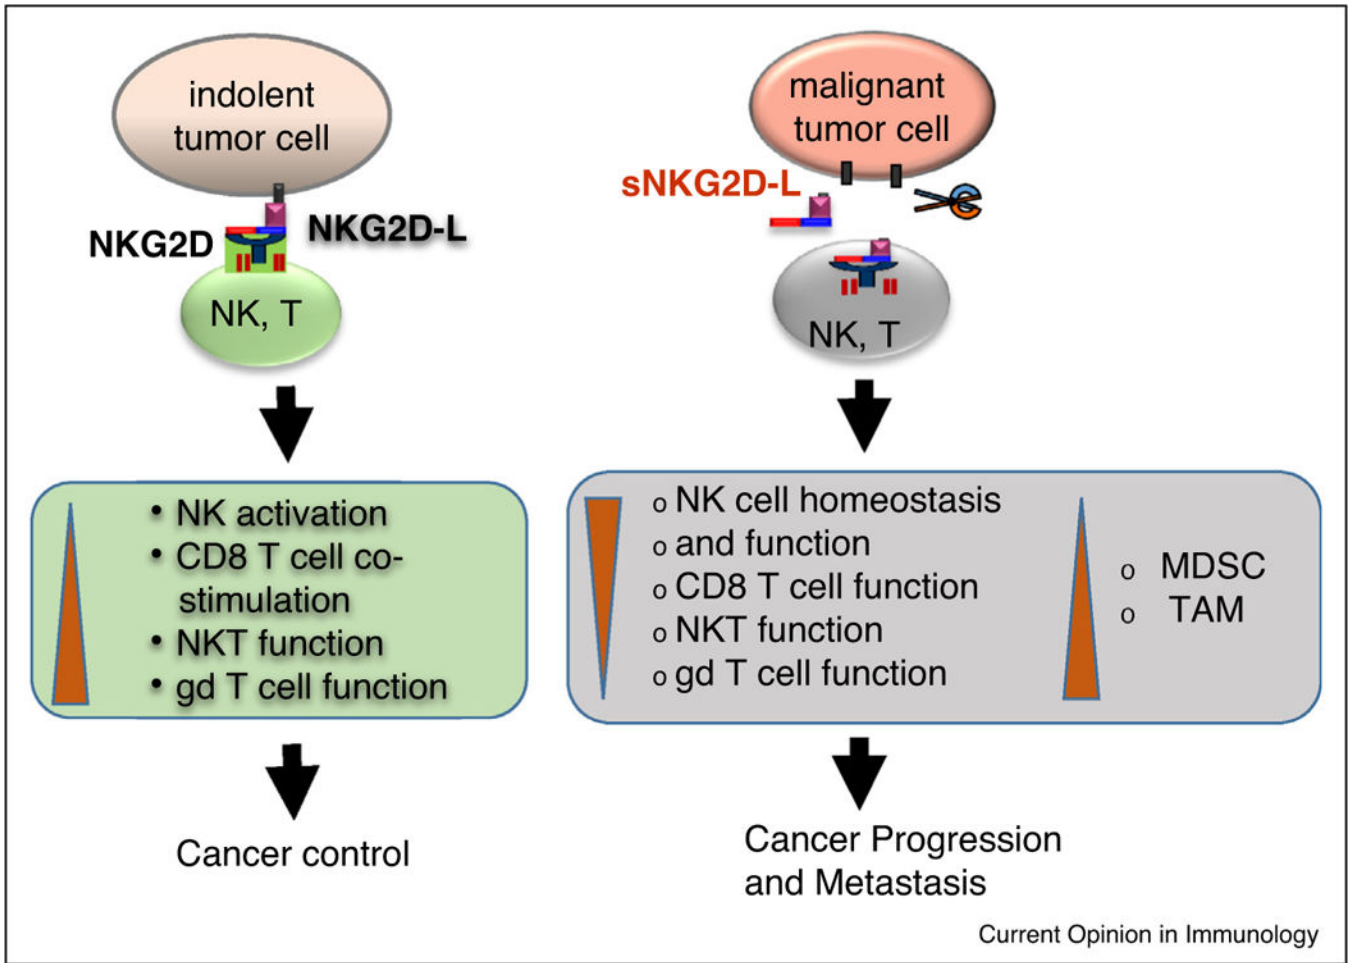 indolent
tumor cell
NKG2D
NKG2D-L
NK, T
• NK activation
• CD8 T cell co-
stimulation
• NKT function
• gd T cell function
Cancer control
malignant
tumor cell
sNKG2D-L
NK, T
o NK cell homeostasis
o and function
o CD8 T cell function
o NKT function
o gd T cell function
o MDSC
o TAM
Cancer Progression
and Metastasis
Current Opinion in Immunology